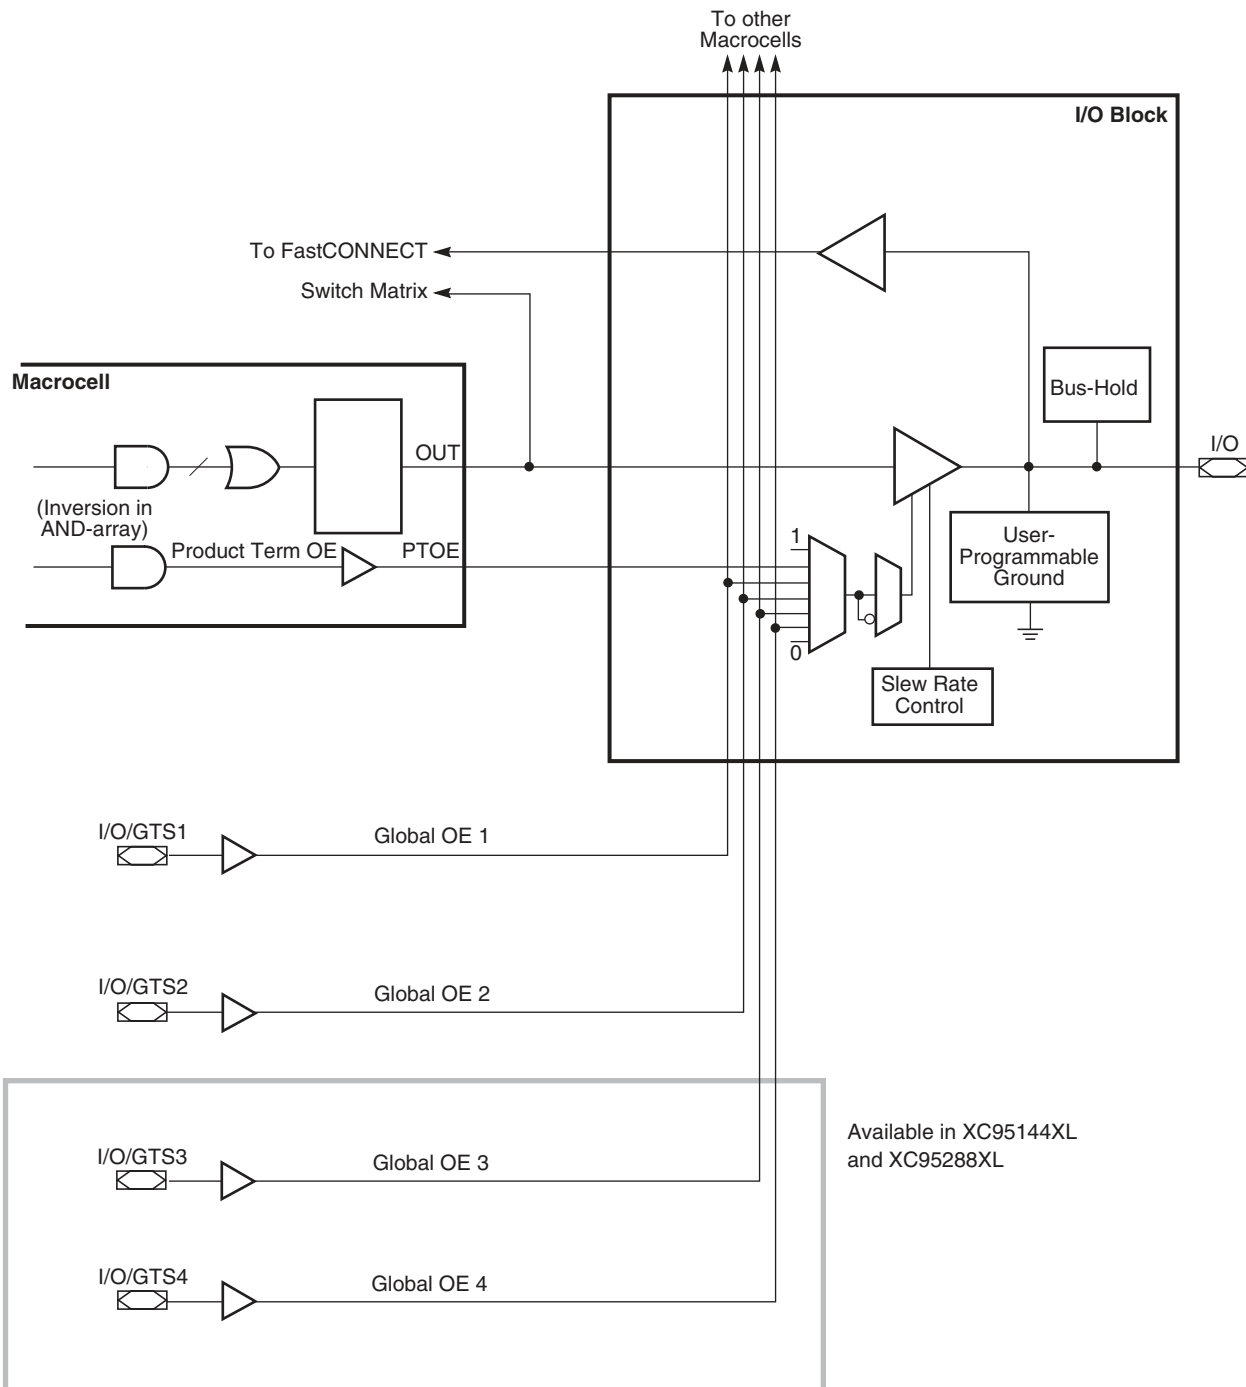 To other
Macrocells
I/O Block
To FastCONNECT
Switch Matrix
Macrocell
Bus-Hold
OUT
I/O
(Inversion in
AND-array)
Product Term OE
PTOE
1
User-
Programmable
Ground
0
Slew Rate
Control
I/O/GTS1
Global OE 1
I/O/GTS2
Global OE 2
I/O/GTS3
Global OE 3
Available in XC95144XL
and XC95288XL
I/O/GTS4
Global OE 4